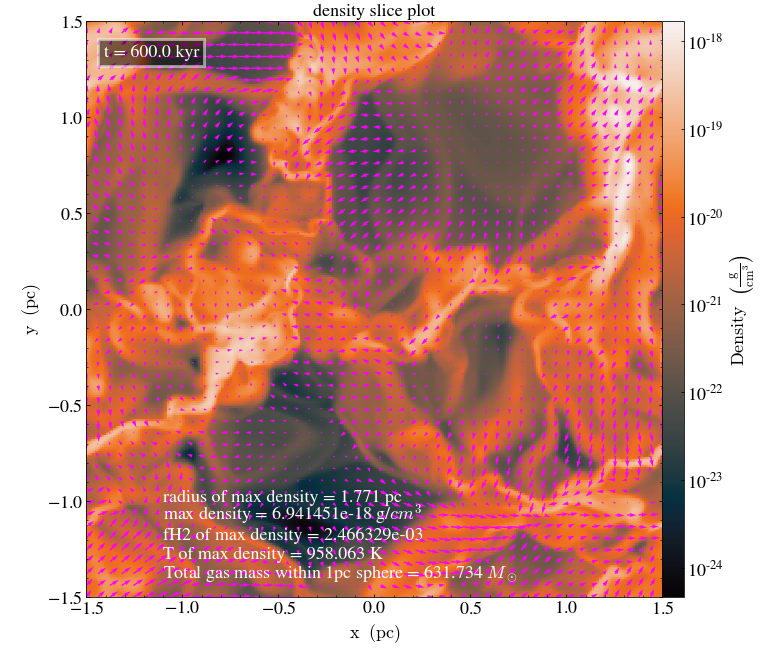 density slice plot
t = 600.0 kyr
1.5
1.0
0.5
0.0
−0.5
−1.0
−1.5
y (pc)
radius of max density = 1.771 pc
max density = 6.941451e-18 g/cm³
fH2 of max density = 2.466329e-03
T of max density = 958.063 K
Total gas mass within 1pc sphere = 631.734 M⊙
−1.5 −1.0 −0.5 0.0 0.5 1.0 1.5
x (pc)
10⁻¹⁸
10⁻¹⁹
10⁻²⁰
10⁻²¹
10⁻²²
10⁻²³
10⁻²⁴
Density (g/cm³)